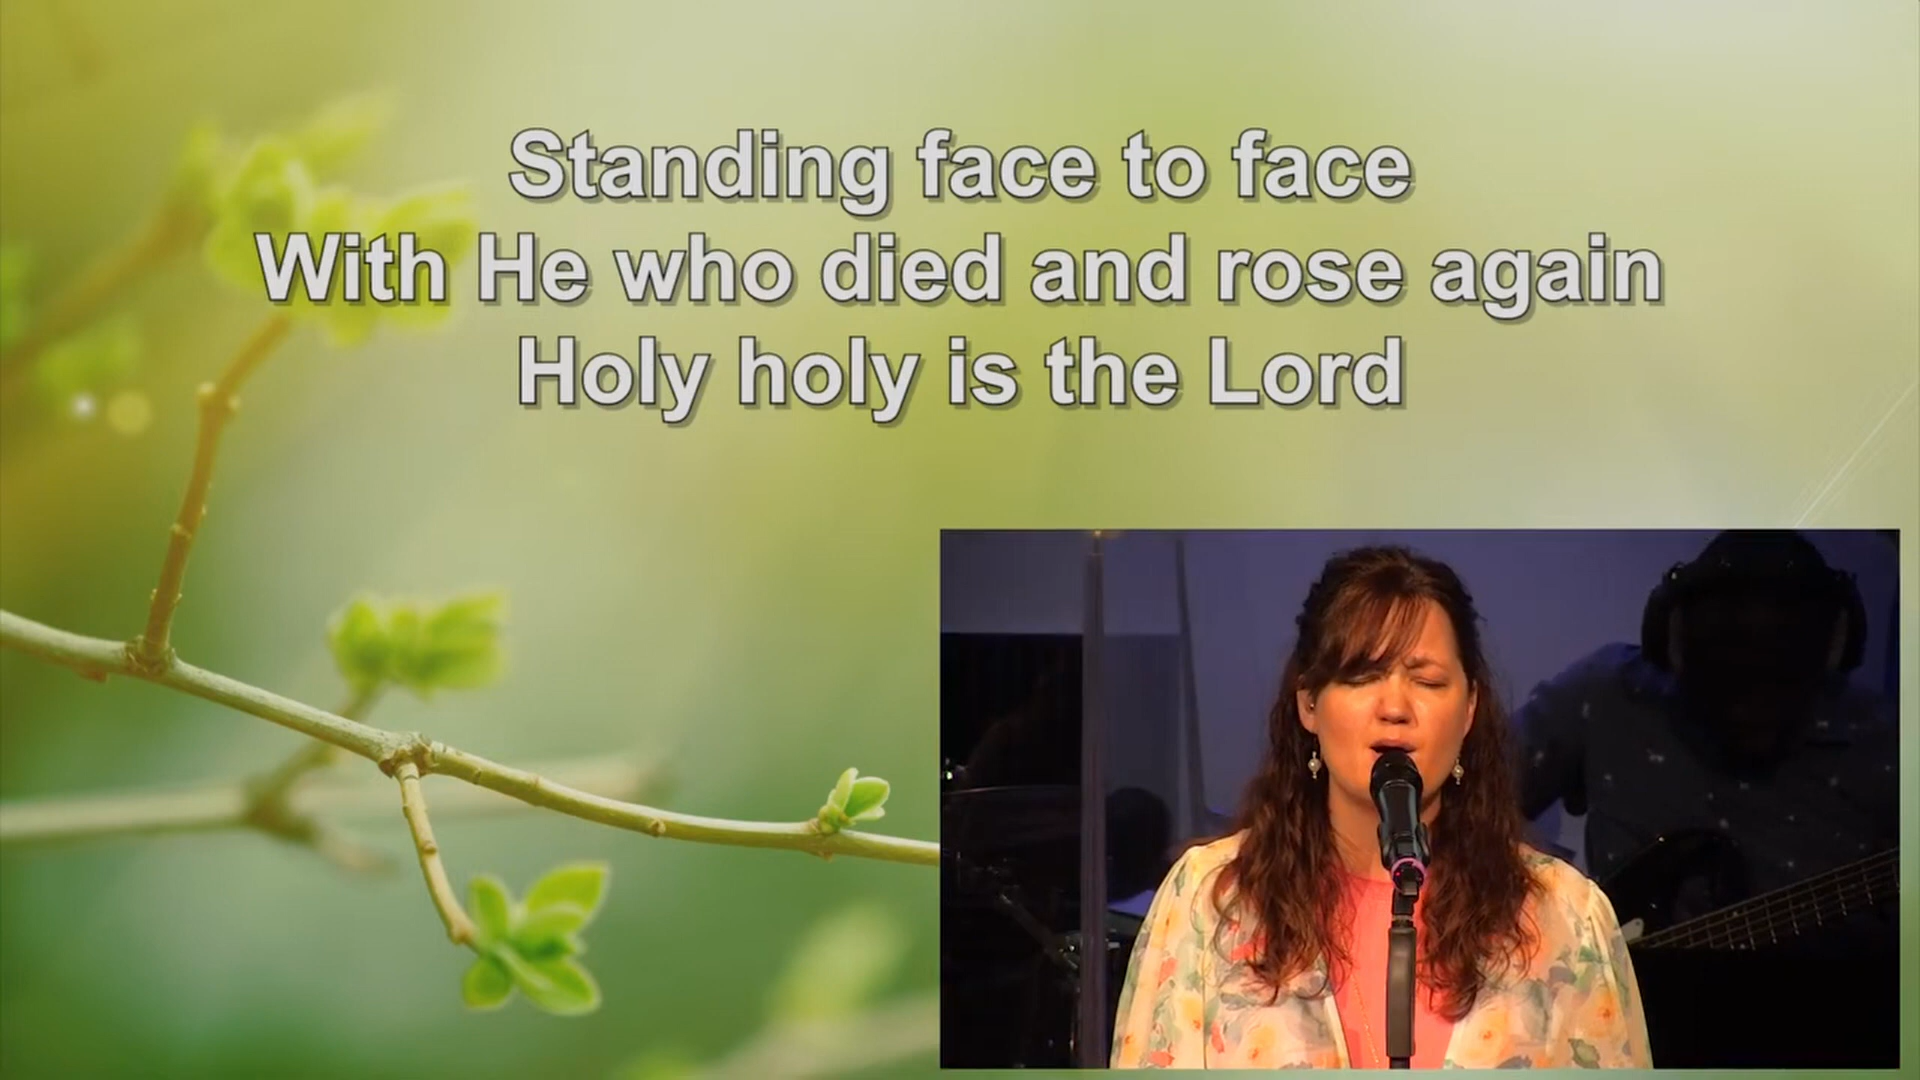 Standing face to face
With He who died and rose again
Holy holy is the Lord